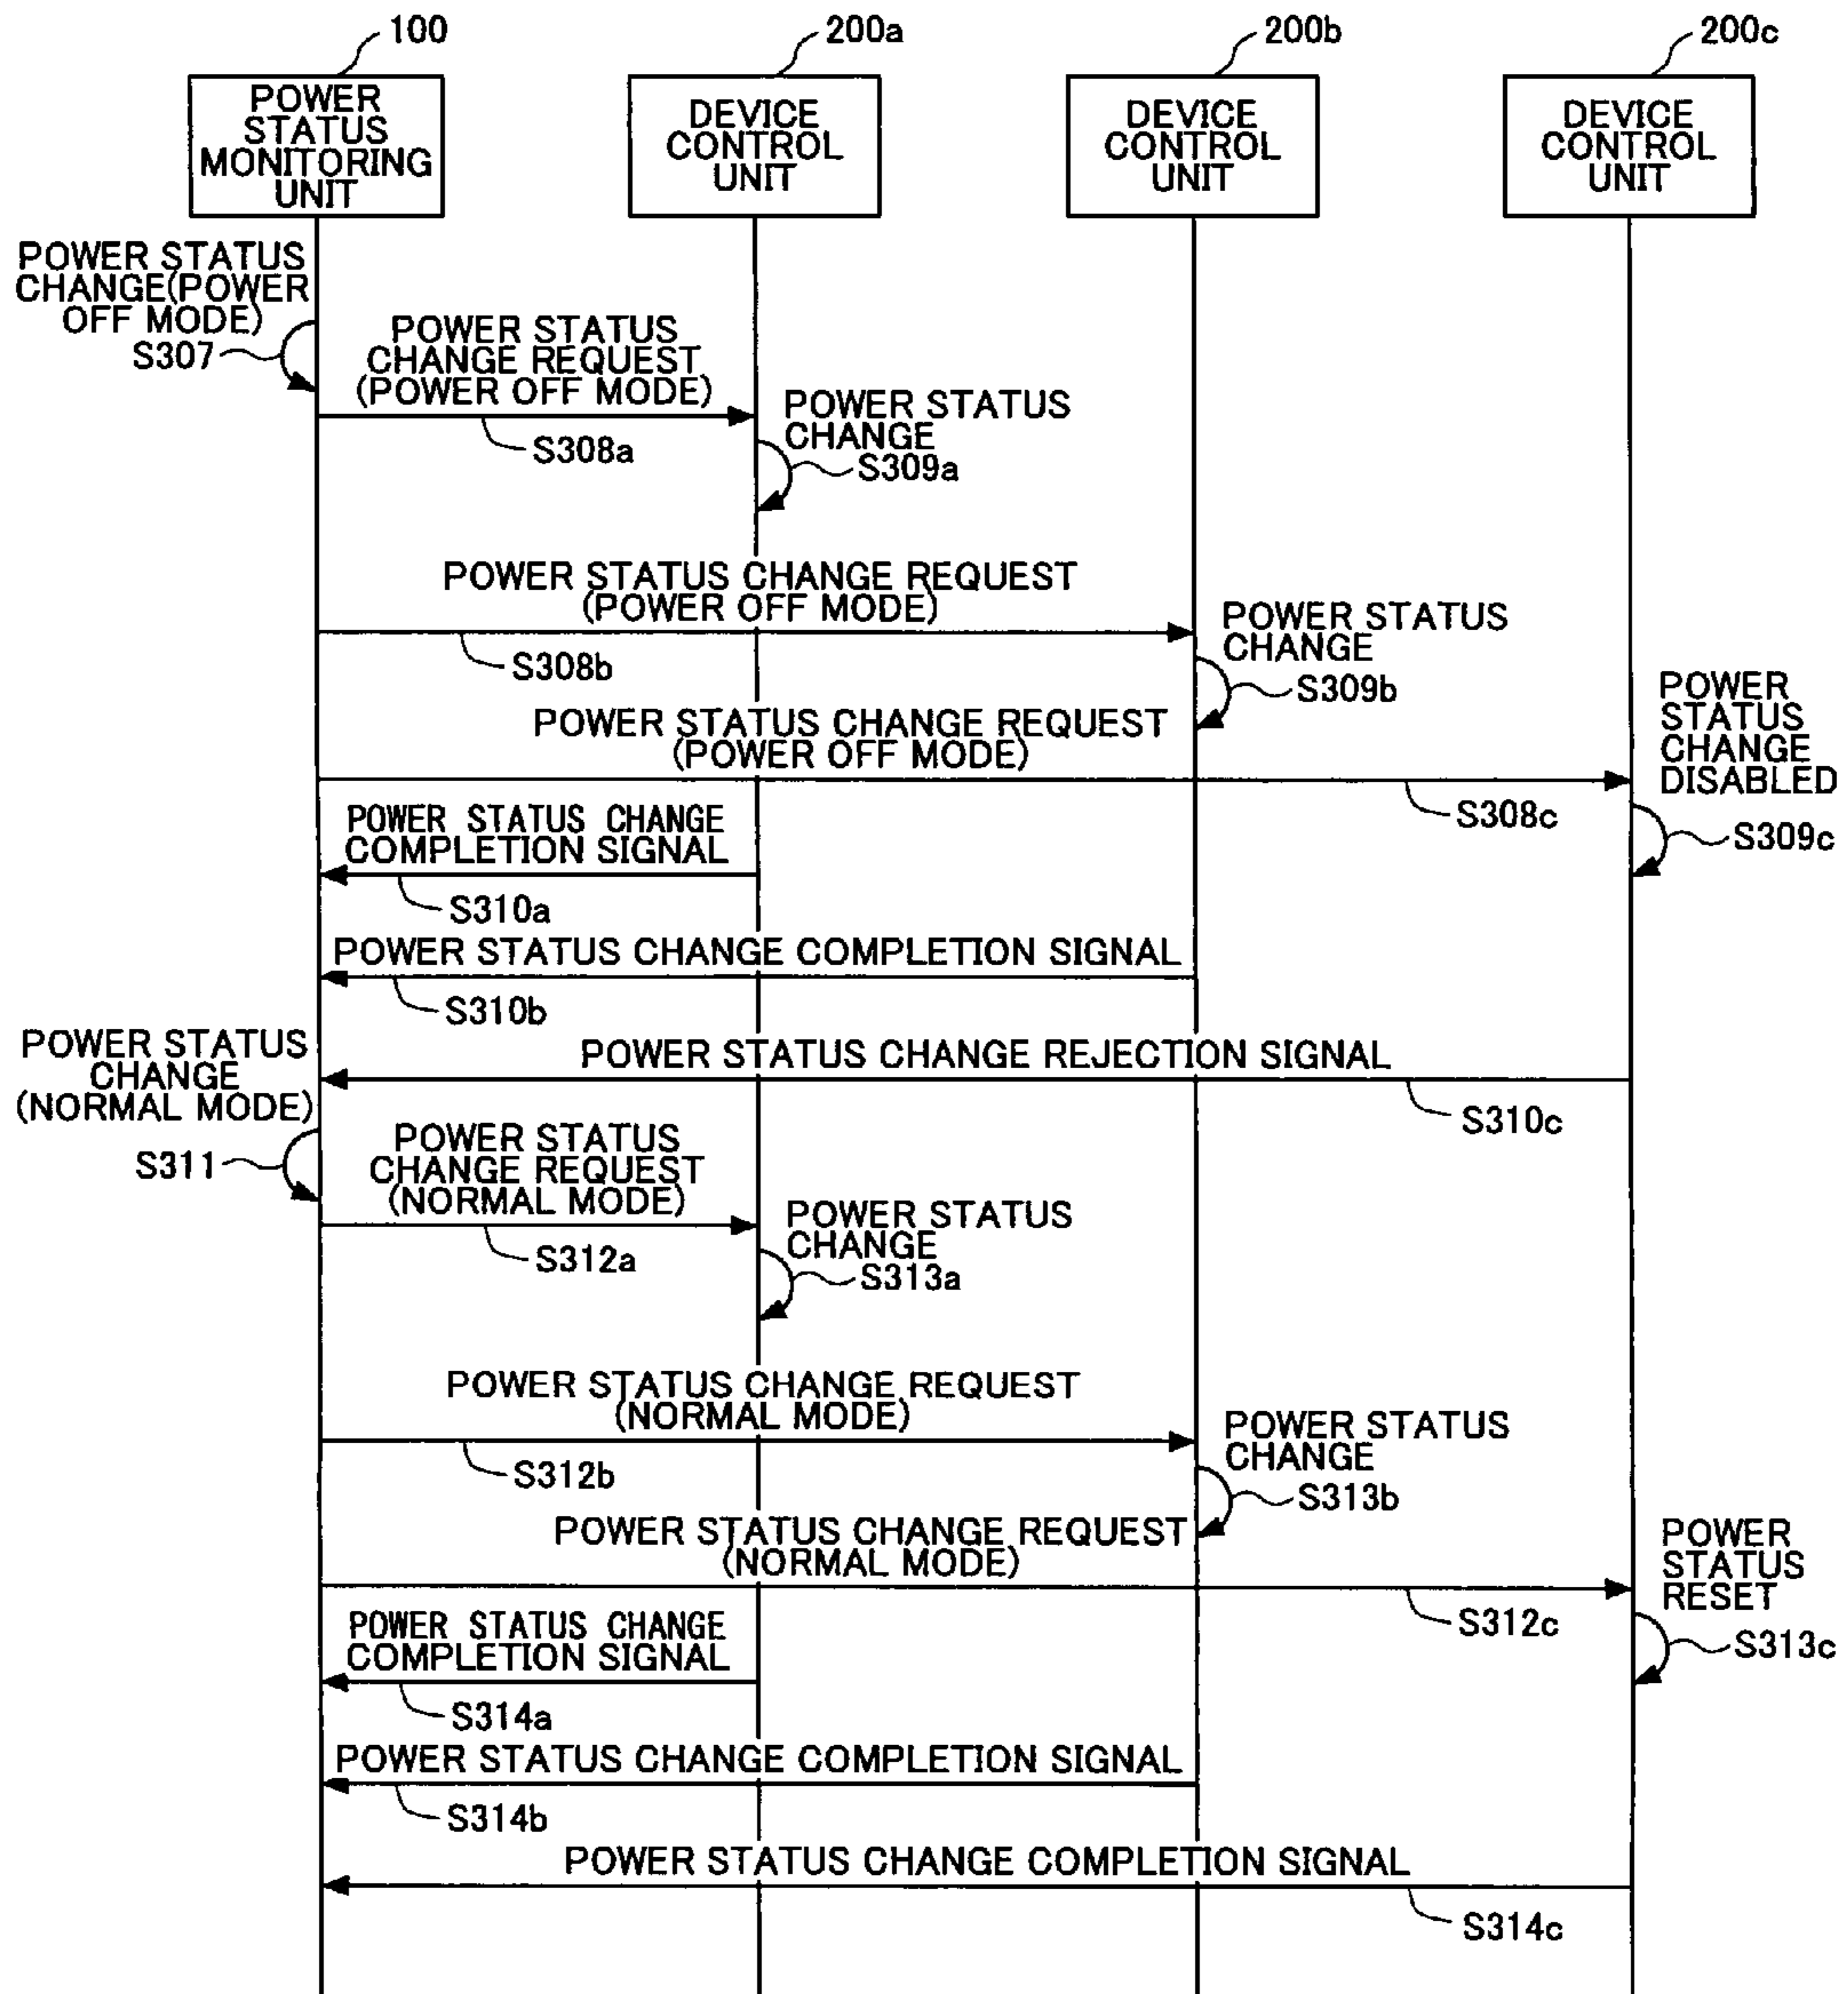 100
200a
200b
200c
POWER
STATUS
MONITORING
UNIT
DEVICE
CONTROL
UNIT
DEVICE
CONTROL
UNIT
DEVICE
CONTROL
UNIT
POWER STATUS
CHANGE(POWER
OFF MODE)
S307
POWER STATUS
CHANGE REQUEST
(POWER OFF MODE)
S308a
POWER STATUS
CHANGE
S309a
POWER STATUS CHANGE REQUEST
(POWER OFF MODE)
S308b
POWER STATUS
CHANGE
S309b
POWER STATUS CHANGE REQUEST
(POWER OFF MODE)
S308c
POWER
STATUS
CHANGE
DISABLED
S309c
POWER STATUS CHANGE
COMPLETION SIGNAL
S310a
POWER STATUS CHANGE COMPLETION SIGNAL
S310b
POWER STATUS CHANGE REJECTION SIGNAL
S310c
POWER STATUS
CHANGE
(NORMAL MODE)
S311
POWER STATUS
CHANGE REQUEST
(NORMAL MODE)
S312a
POWER STATUS
CHANGE
S313a
POWER STATUS CHANGE REQUEST
(NORMAL MODE)
S312b
POWER STATUS
CHANGE
S313b
POWER STATUS CHANGE REQUEST
(NORMAL MODE)
S312c
POWER
STATUS
RESET
S313c
POWER STATUS CHANGE
COMPLETION SIGNAL
S314a
POWER STATUS CHANGE COMPLETION SIGNAL
S314b
POWER STATUS CHANGE COMPLETION SIGNAL
S314c